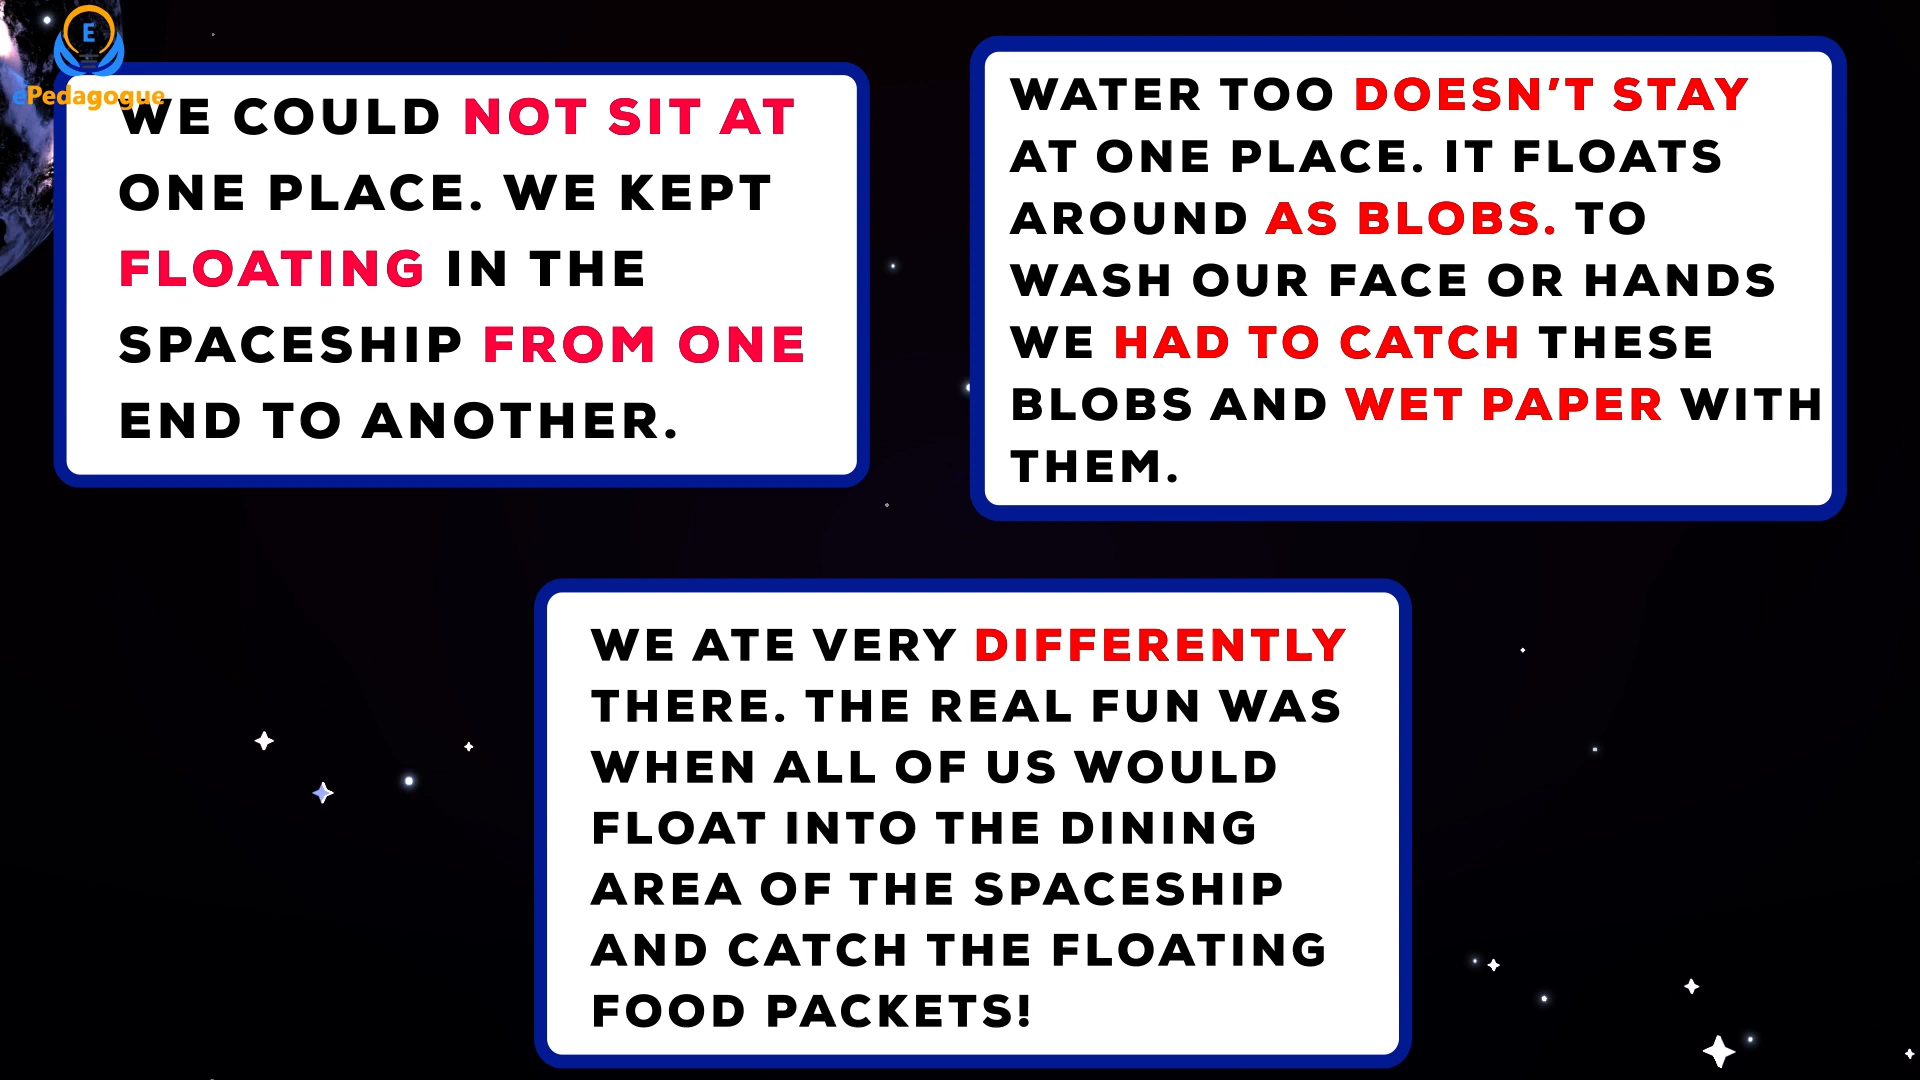 E
ePedagogue
WE COULD NOT SIT AT
ONE PLACE. WE KEPT
FLOATING IN THE
SPACESHIP FROM ONE
END TO ANOTHER.
WATER TOO DOESN'T STAY
AT ONE PLACE. IT FLOATS
AROUND AS BLOBS. TO
WASH OUR FACE OR HANDS
WE HAD TO CATCH THESE
BLOBS AND WET PAPER WITH
THEM.
WE ATE VERY DIFFERENTLY
THERE. THE REAL FUN WAS
WHEN ALL OF US WOULD
FLOAT INTO THE DINING
AREA OF THE SPACESHIP
AND CATCH THE FLOATING
FOOD PACKETS!